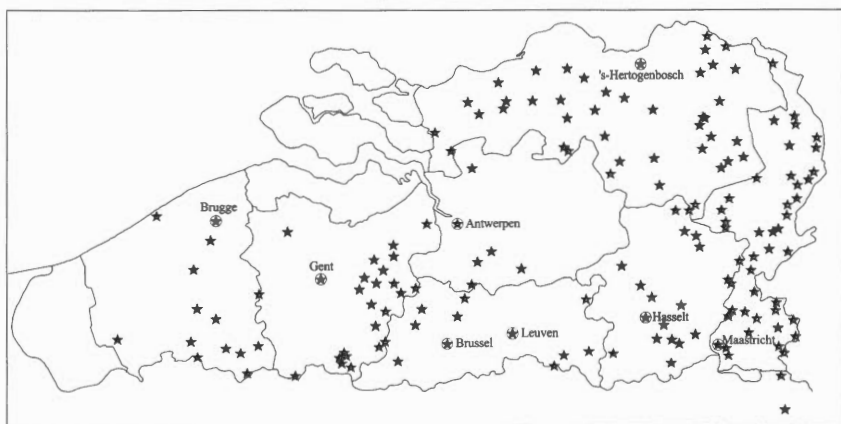 's-Hertogenbosch
Brugge
Antwerpen
Gent
Hasselt
Leuven
Brussel
Maastricht